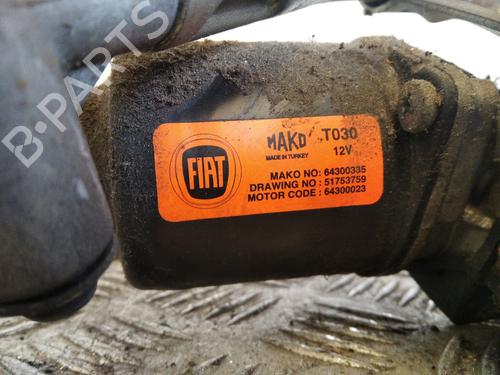 B-PARTS
FIAT
MAKO T030
MADE IN TURKEY 12V
MAKO NO: 64300335
DRAWING NO : 51753759
MOTOR CODE : 64300023